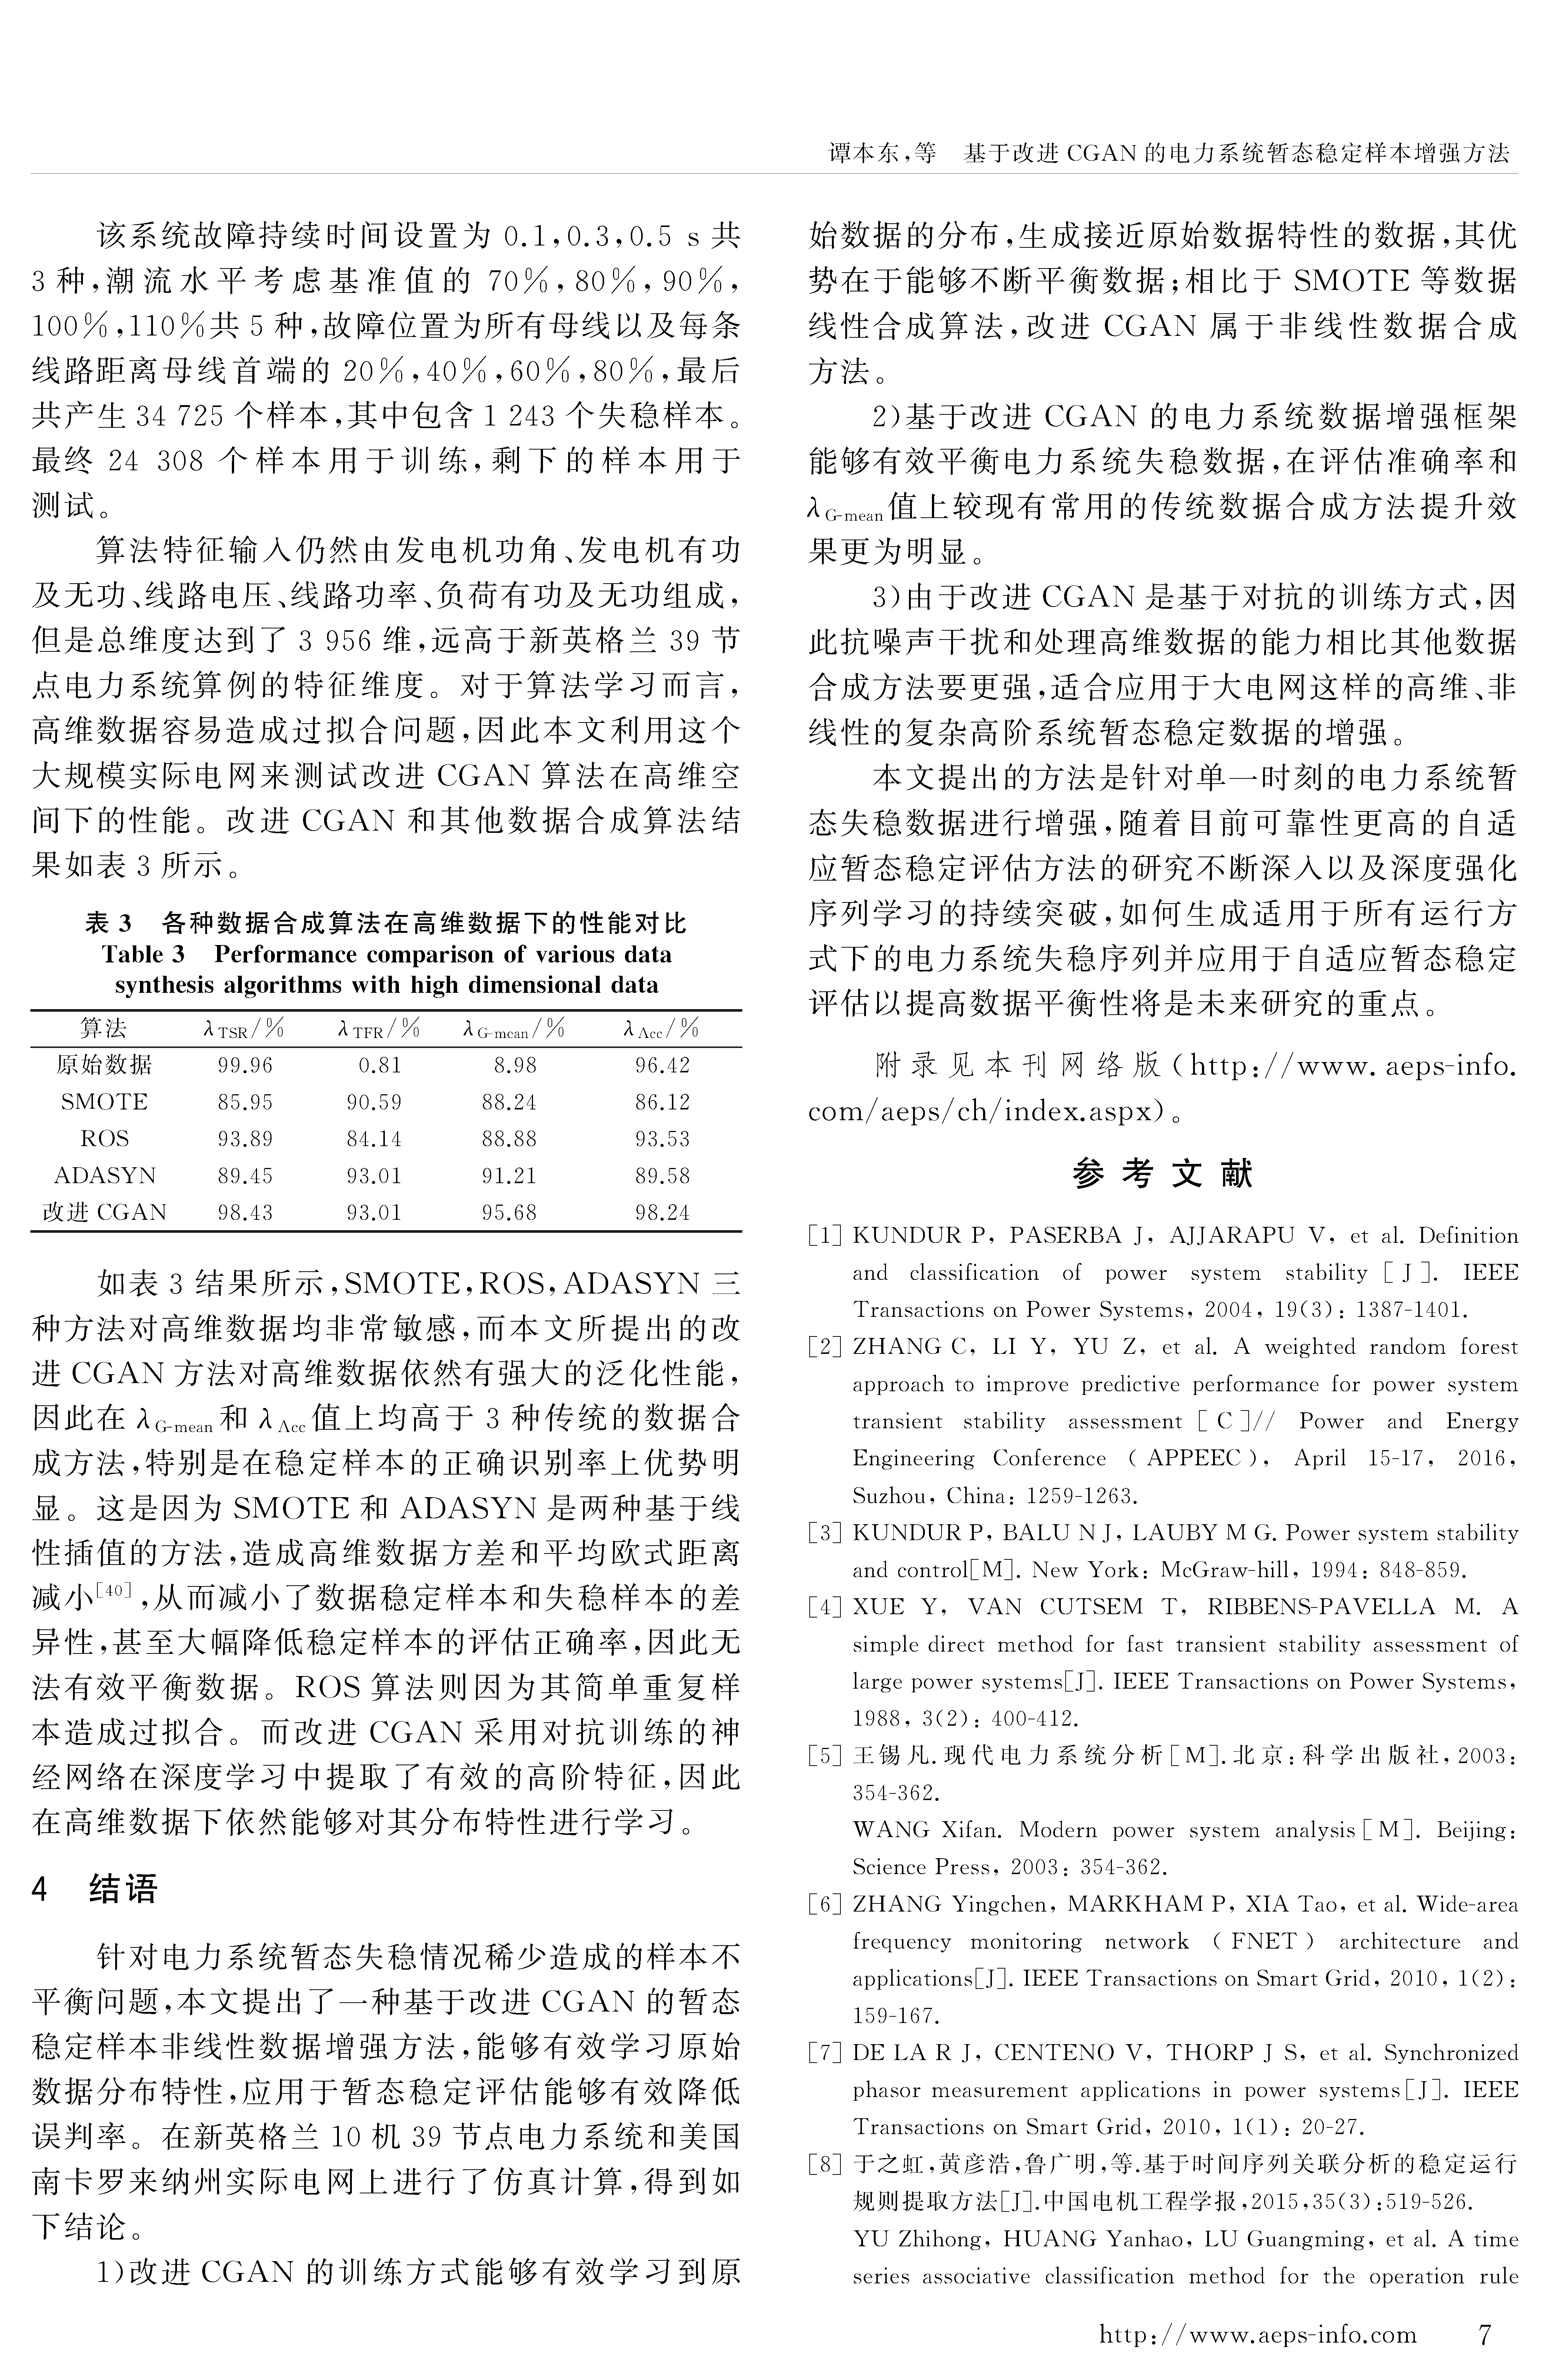 谭本东,等　基于改进 CGAN 的电力系统暂态稳定样本增强方法
该系统故障持续时间设置为 0.1,0.3,0.5 s 共
3 种,潮流水平考虑基准值的 70%,80%,90%,
100%,110%共 5 种,故障位置为所有母线以及每条
线路距离母线首端的 20%,40%,60%,80%,最后
共产生 34 725 个样本,其中包含 1 243 个失稳样本。
最终 24 308 个样本用于训练,剩下的样本用于
测试。
算法特征输入仍然由发电机功角、发电机有功
及无功、线路电压、线路功率、负荷有功及无功组成,
但是总维度达到了 3 956 维,远高于新英格兰 39 节
点电力系统算例的特征维度。对于算法学习而言,
高维数据容易造成过拟合问题,因此本文利用这个
大规模实际电网来测试改进 CGAN 算法在高维空
间下的性能。改进 CGAN 和其他数据合成算法结
果如表 3 所示。
表 3　各种数据合成算法在高维数据下的性能对比
Table 3　Performance comparison of various data
synthesis algorithms with high dimensional data
算法 λTSR/% λTFR/% λG-mean/% λAcc/%
原始数据 99.96 0.81 8.98 96.42
SMOTE 85.95 90.59 88.24 86.12
ROS 93.89 84.14 88.88 93.53
ADASYN 89.45 93.01 91.21 89.58
改进 CGAN 98.43 93.01 95.68 98.24
如表 3 结果所示,SMOTE,ROS,ADASYN 三
种方法对高维数据均非常敏感,而本文所提出的改
进 CGAN 方法对高维数据依然有强大的泛化性能,
因此在 λG-mean和 λAcc值上均高于 3 种传统的数据合
成方法,特别是在稳定样本的正确识别率上优势明
显。这是因为 SMOTE 和 ADASYN 是两种基于线
性插值的方法,造成高维数据方差和平均欧式距离
减小[40],从而减小了数据稳定样本和失稳样本的差
异性,甚至大幅降低稳定样本的评估正确率,因此无
法有效平衡数据。ROS 算法则因为其简单重复样
本造成过拟合。而改进 CGAN 采用对抗训练的神
经网络在深度学习中提取了有效的高阶特征,因此
在高维数据下依然能够对其分布特性进行学习。
4　结语
针对电力系统暂态失稳情况稀少造成的样本不
平衡问题,本文提出了一种基于改进 CGAN 的暂态
稳定样本非线性数据增强方法,能够有效学习原始
数据分布特性,应用于暂态稳定评估能够有效降低
误判率。在新英格兰 10 机 39 节点电力系统和美国
南卡罗来纳州实际电网上进行了仿真计算,得到如
下结论。
1)改进 CGAN 的训练方式能够有效学习到原
始数据的分布,生成接近原始数据特性的数据,其优
势在于能够不断平衡数据;相比于 SMOTE 等数据
线性合成算法,改进 CGAN 属于非线性数据合成
方法。
2)基于改进 CGAN 的电力系统数据增强框架
能够有效平衡电力系统失稳数据,在评估准确率和
λG-mean值上较现有常用的传统数据合成方法提升效
果更为明显。
3)由于改进 CGAN 是基于对抗的训练方式,因
此抗噪声干扰和处理高维数据的能力相比其他数据
合成方法要更强,适合应用于大电网这样的高维、非
线性的复杂高阶系统暂态稳定数据的增强。
本文提出的方法是针对单一时刻的电力系统暂
态失稳数据进行增强,随着目前可靠性更高的自适
应暂态稳定评估方法的研究不断深入以及深度强化
序列学习的持续突破,如何生成适用于所有运行方
式下的电力系统失稳序列并应用于自适应暂态稳定
评估以提高数据平衡性将是未来研究的重点。
附录见本刊网络版(http://www.aeps-info.
com/aeps/ch/index.aspx)。
参考文献
[1] KUNDUR P, PASERBA J, AJJARAPU V, et al. Definition
and classification of power system stability[J]. IEEE
Transactions on Power Systems, 2004, 19(3): 1387-1401.
[2] ZHANG C, LI Y, YU Z, et al. A weighted random forest
approach to improve predictive performance for power system
transient stability assessment[C]// Power and Energy
Engineering Conference (APPEEC), April 15-17, 2016,
Suzhou, China: 1259-1263.
[3] KUNDUR P, BALU N J, LAUBY M G. Power system stability
and control[M]. New York: McGraw-hill, 1994: 848-859.
[4] XUE Y, VAN CUTSEM T, RIBBENS-PAVELLA M. A
simple direct method for fast transient stability assessment of
large power systems[J]. IEEE Transactions on Power Systems,
1988, 3(2): 400-412.
[5] 王锡凡.现代电力系统分析[M].北京:科学出版社,2003:
354-362.
WANG Xifan. Modern power system analysis[M]. Beijing:
Science Press, 2003: 354-362.
[6] ZHANG Yingchen, MARKHAM P, XIA Tao, et al. Wide-area
frequency monitoring network (FNET) architecture and
applications[J]. IEEE Transactions on Smart Grid, 2010, 1(2):
159-167.
[7] DE LA R J, CENTENO V, THORP J S, et al. Synchronized
phasor measurement applications in power systems[J]. IEEE
Transactions on Smart Grid, 2010, 1(1): 20-27.
[8] 于之虹,黄彦浩,鲁广明,等.基于时间序列关联分析的稳定运行
规则提取方法[J].中国电机工程学报,2015,35(3):519-526.
YU Zhihong, HUANG Yanhao, LU Guangming, et al. A time
series associative classification method for the operation rule
http://www.aeps-info.com　7